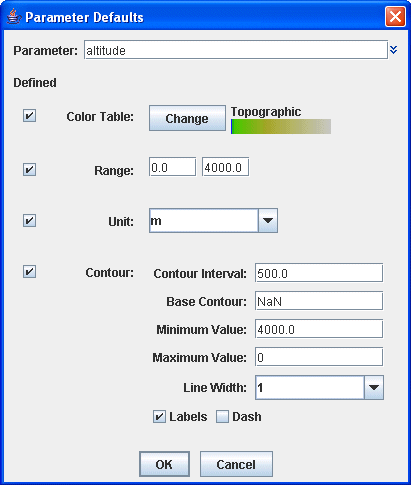 Parameter Defaults
Parameter: altitude
Defined
Color Table: Change Topographic
Range: 0.0 4000.0
Unit: m
Contour: Contour Interval: 500.0
Base Contour: NaN
Minimum Value: 4000.0
Maximum Value: 0
Line Width: 1
Labels Dash
OK Cancel